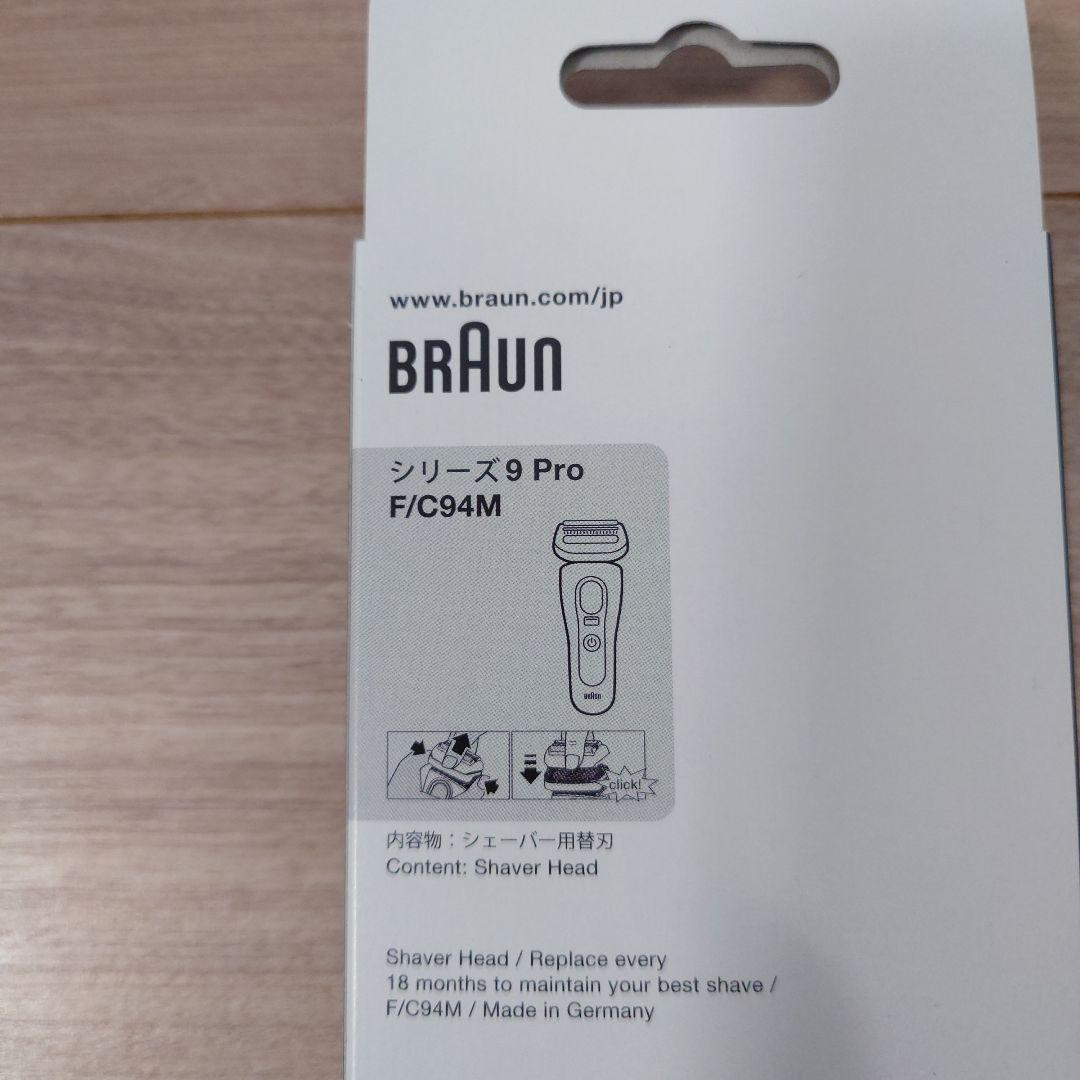 www.braun.com/jp
BRAUN
シリーズ9 Pro
F/C94M
BRAUN
click!
内容物：シェーバー用替刃
Content: Shaver Head
Shaver Head / Replace every
18 months to maintain your best shave /
F/C94M / Made in Germany